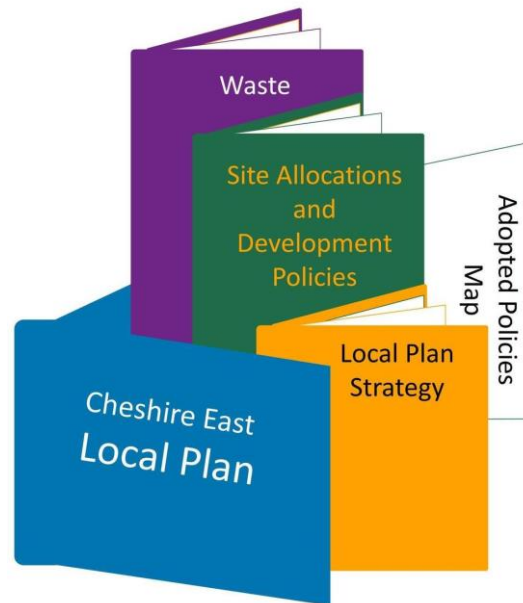 Waste
Site Allocations
and
Development
Policies
Local Plan
Strategy
Adopted Policies
Map
Cheshire East
Local Plan